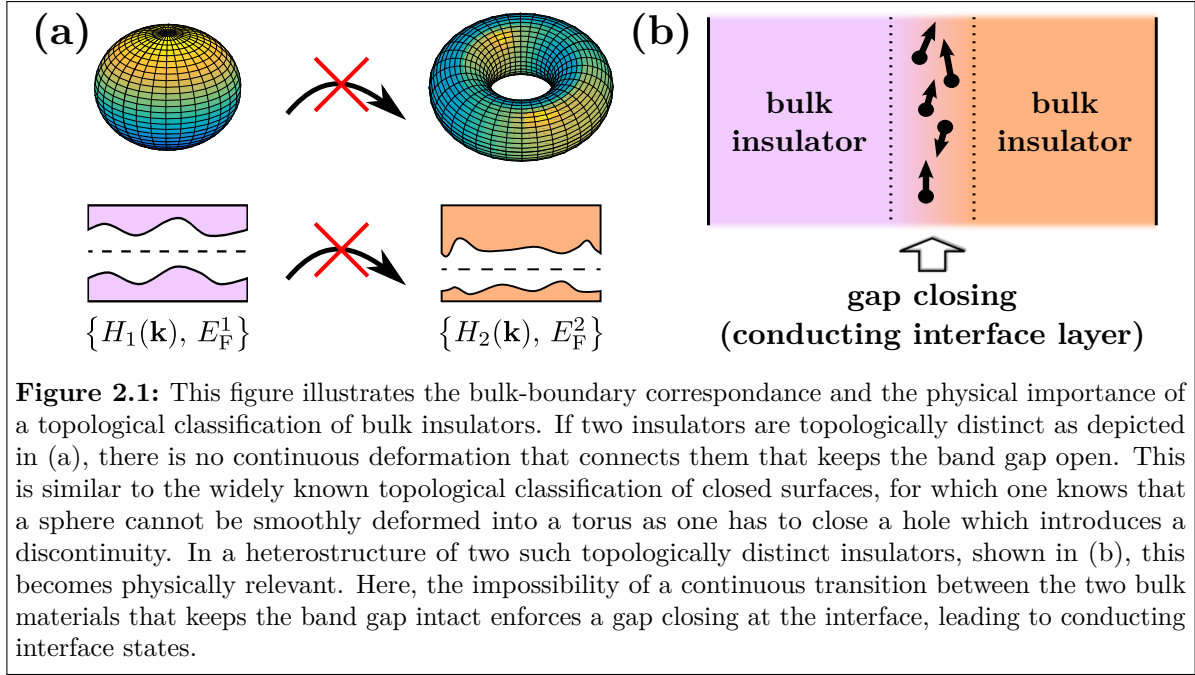 (a)
(b)
bulk
insulator
bulk
insulator
{H₁(k), E¹_F}
{H₂(k), E²_F}
gap closing
(conducting interface layer)
Figure 2.1: This figure illustrates the bulk-boundary correspondance and the physical importance of
a topological classification of bulk insulators. If two insulators are topologically distinct as depicted
in (a), there is no continuous deformation that connects them that keeps the band gap open. This
is similar to the widely known topological classification of closed surfaces, for which one knows that
a sphere cannot be smoothly deformed into a torus as one has to close a hole which introduces a
discontinuity. In a heterostructure of two such topologically distinct insulators, shown in (b), this
becomes physically relevant. Here, the impossibility of a continuous transition between the two bulk
materials that keeps the band gap intact enforces a gap closing at the interface, leading to conducting
interface states.